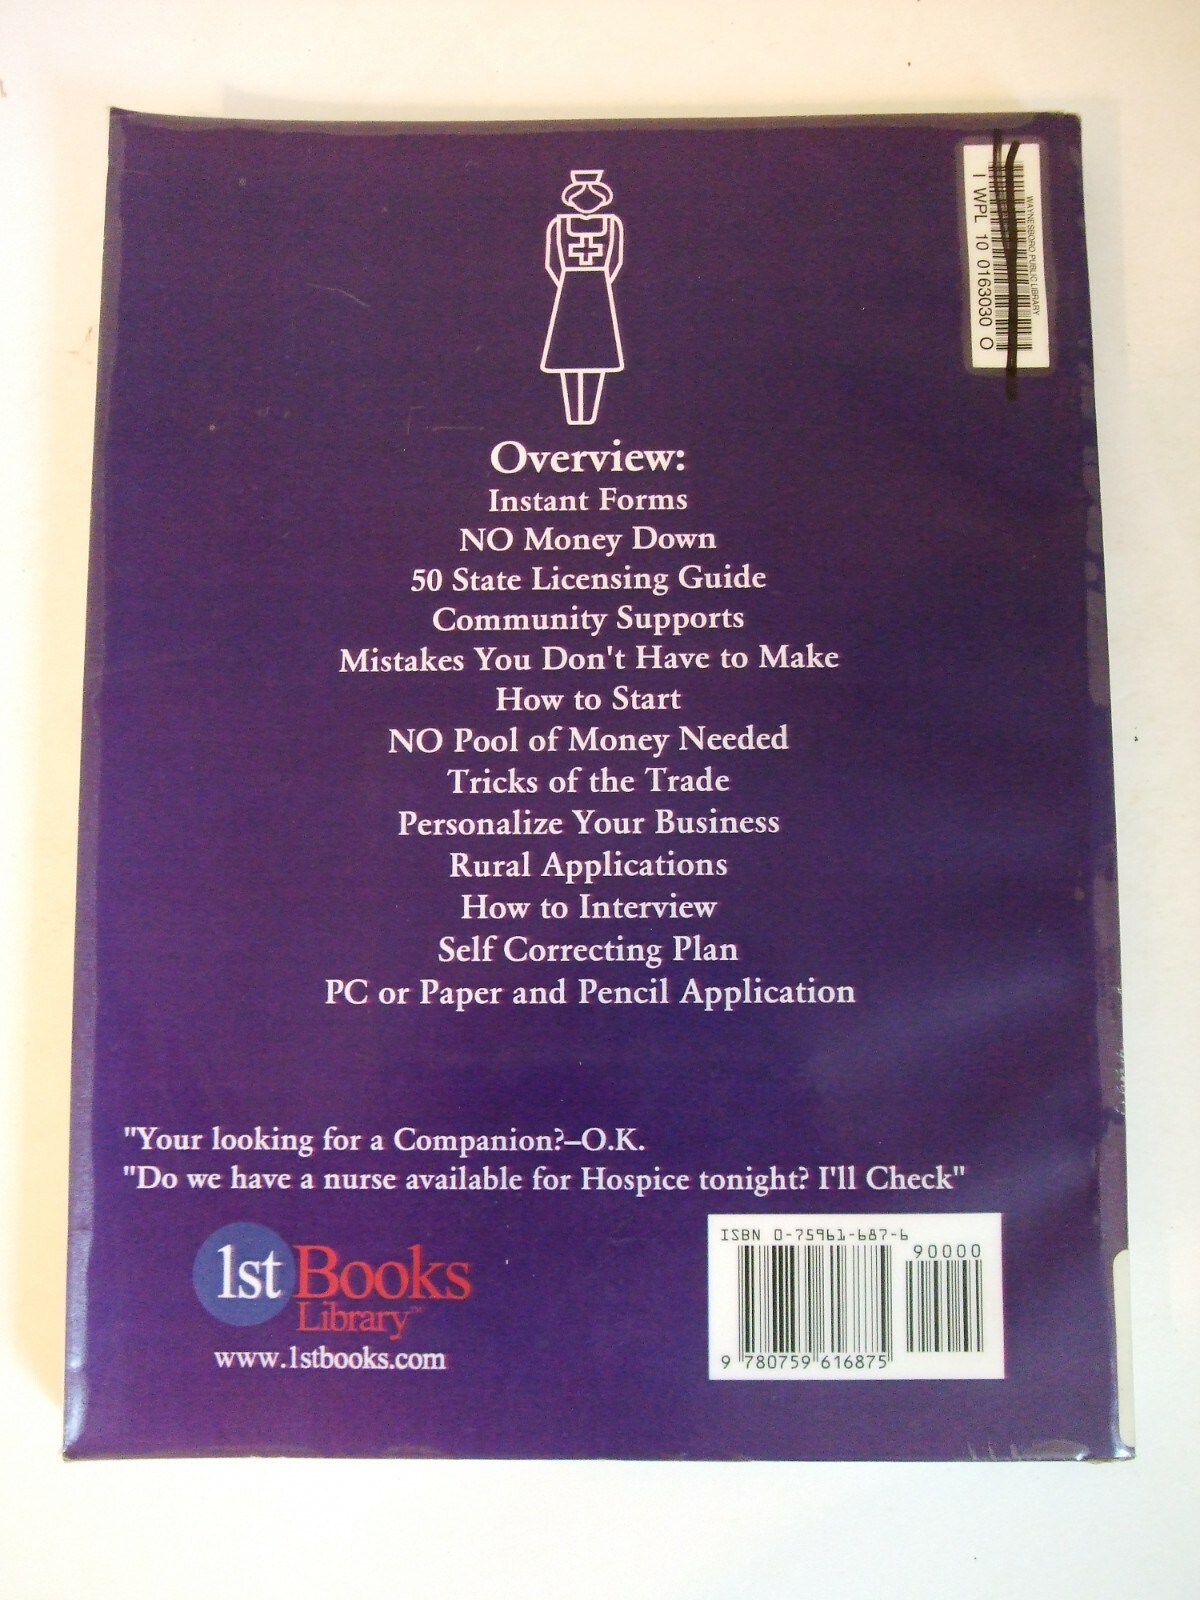 WAYNESBORO PUBLIC LIBRARY
1 WPL 10 0163030 O
Overview:
Instant Forms
NO Money Down
50 State Licensing Guide
Community Supports
Mistakes You Don't Have to Make
How to Start
NO Pool of Money Needed
Tricks of the Trade
Personalize Your Business
Rural Applications
How to Interview
Self Correcting Plan
PC or Paper and Pencil Application
"Your looking for a Companion?–O.K.
"Do we have a nurse available for Hospice tonight? I'll Check"
1st Books
Library™
www.1stbooks.com
ISBN 0-75961-687-6
90000
9 780759 616875